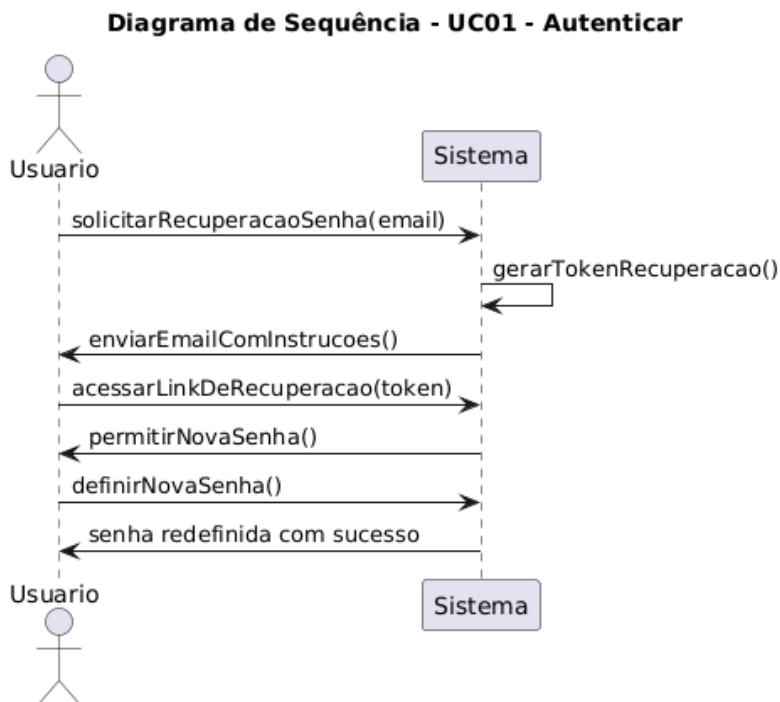 Diagrama de Sequência - UC01 - Autenticar
Usuario
Sistema
solicitarRecuperacaoSenha(email)
gerarTokenRecuperacao()
enviarEmailComInstrucoes()
acessarLinkDeRecuperacao(token)
permitirNovaSenha()
definirNovaSenha()
senha redefinida com sucesso
Usuario
Sistema